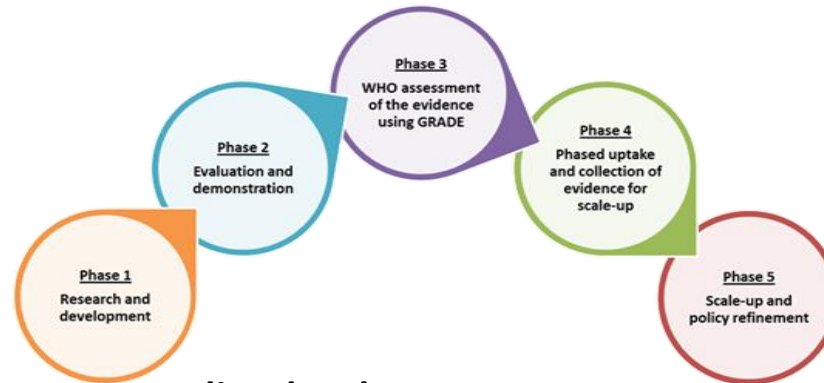 Phase 1
Research and
development
Phase 2
Evaluation and
demonstration
Phase 3
WHO assessment
of the evidence
using GRADE
Phase 4
Phased uptake
and collection of
evidence for
scale-up
Phase 5
Scale-up and
policy refinement